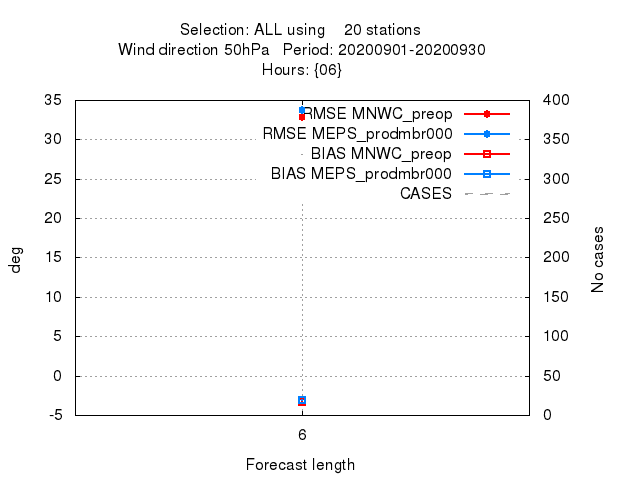 Selection: ALL using    20 stations
Wind direction 50hPa   Period: 20200901-20200930
Hours: {06}
35 400
RMSE MNWC_preop
30 350
RMSE MEPS_prodmbr000
BIAS MNWC_preop
25 300
BIAS MEPS_prodmbr000
CASES
20 250
15 200
deg
No cases
10 150
5 100
0 50
-5 0
6
Forecast length